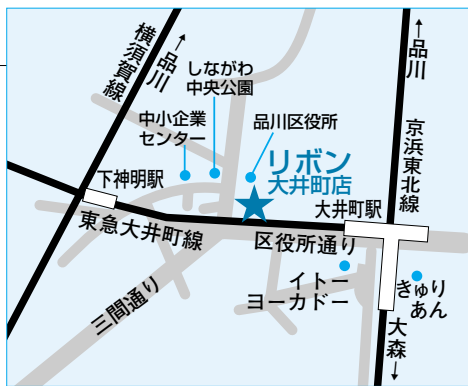 横須賀線
↑品川
しながわ
中央公園
中小企業
センター
品川区役所
リボン
大井町店
↑品川
京浜東北線
下神明駅
大井町駅
東急大井町線
区役所通り
三間通り
イトー
ヨーカドー
きゅり
あん
大森↓